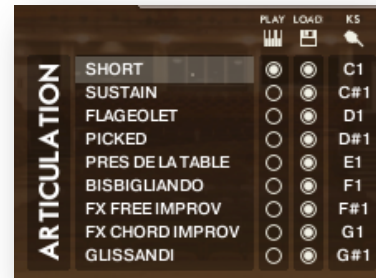 PLAY LOAD KS
ARTICULATION
SHORT C1
SUSTAIN C#1
FLAGEOLET D1
PICKED D#1
PRES DE LA TABLE E1
BISBIGLIANDO F1
FX FREE IMPROV F#1
FX CHORD IMPROV G1
GLISSANDI G#1